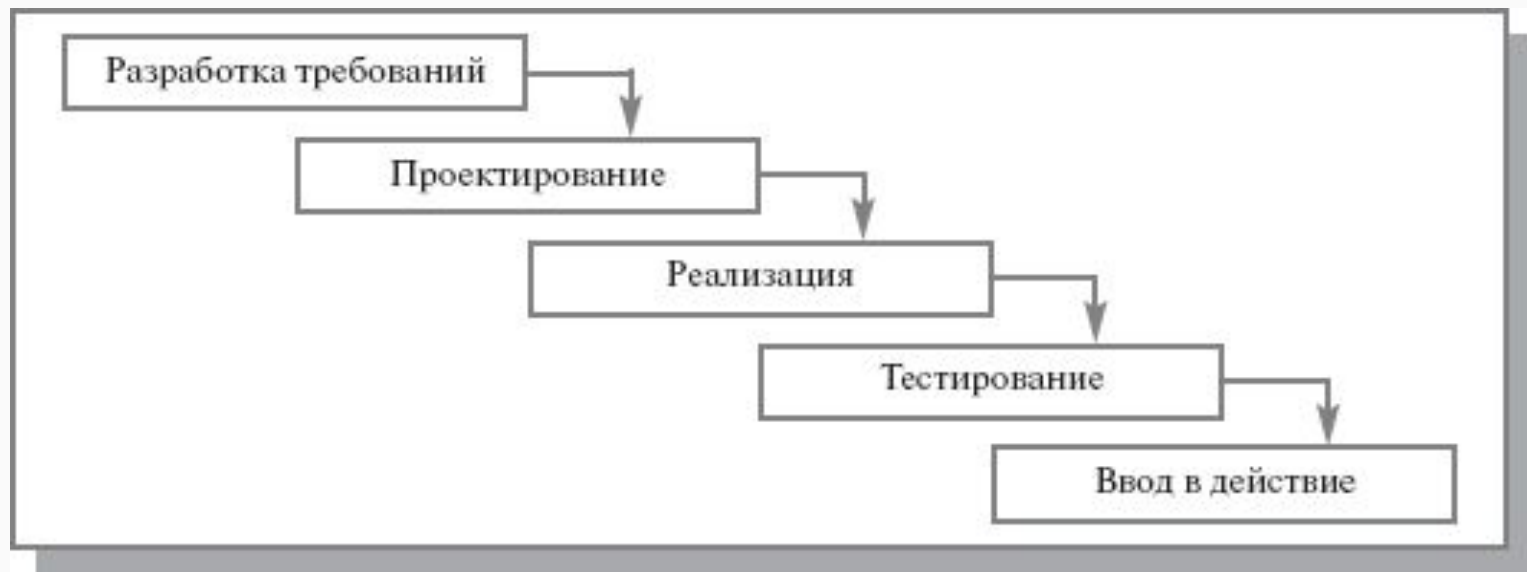 Разработка требований
Проектирование
Реализация
Тестирование
Ввод в действие